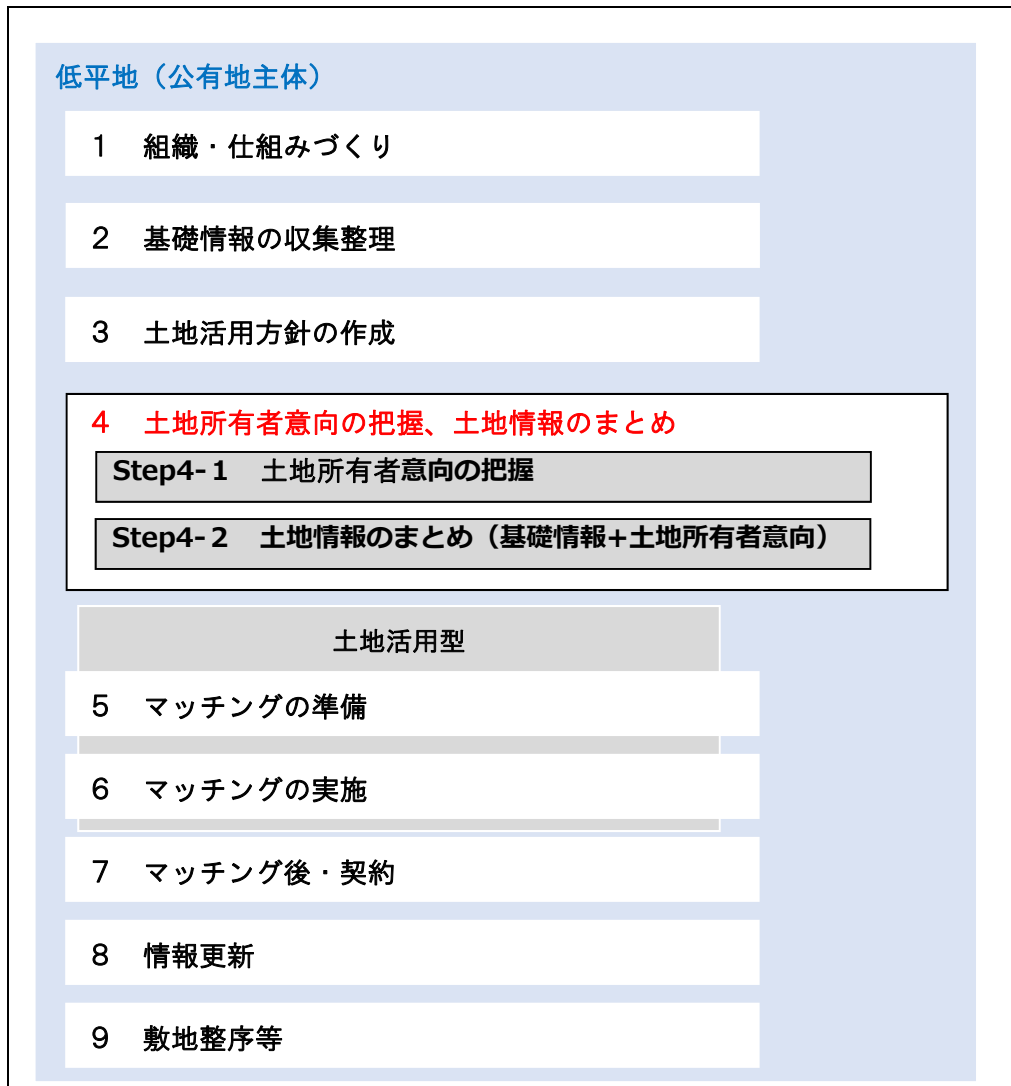 低平地（公有地主体）
１　組織・仕組みづくり
２　基礎情報の収集整理
３　土地活用方針の作成
４　土地所有者意向の把握、土地情報のまとめ
Step4-１　土地所有者意向の把握
Step4-２　土地情報のまとめ（基礎情報+土地所有者意向）
土地活用型
５　マッチングの準備
６　マッチングの実施
７　マッチング後・契約
８　情報更新
９　敷地整序等